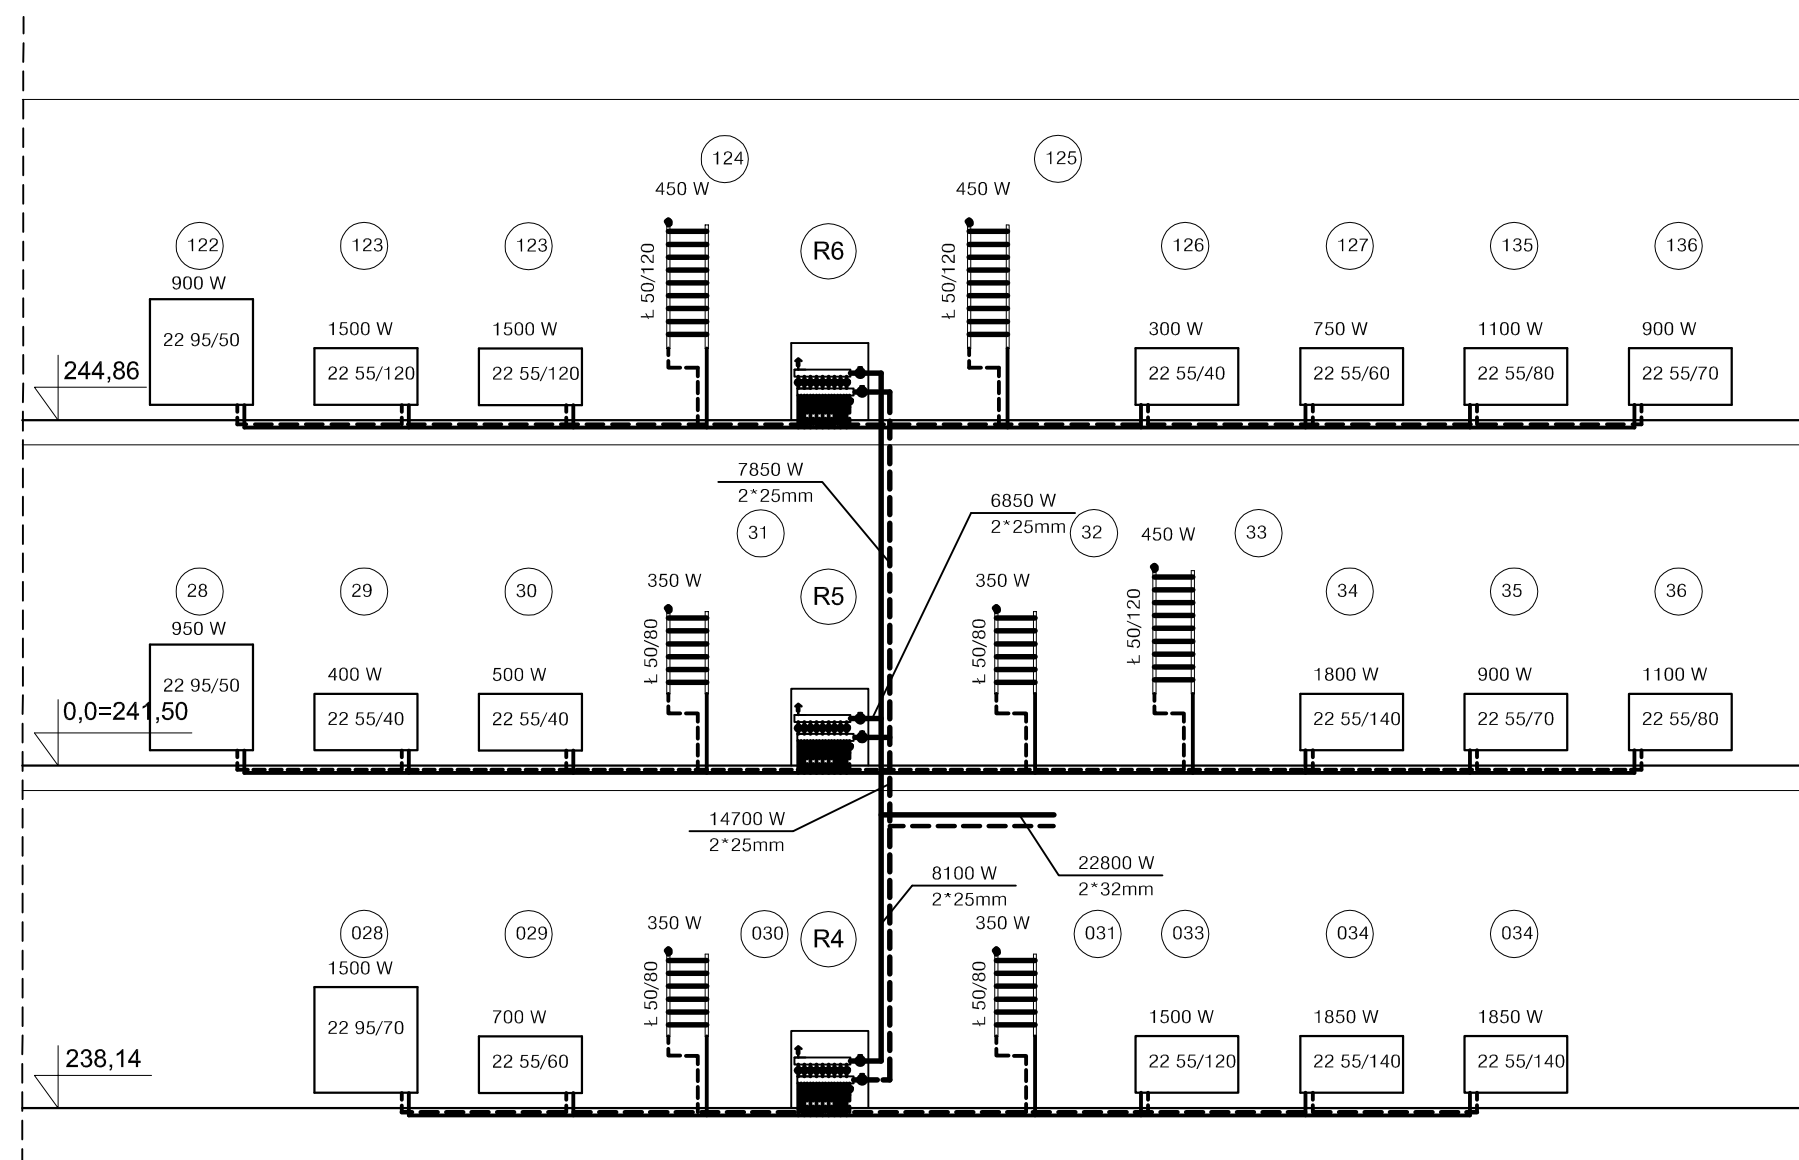 124
125
450 W
450 W
122
123
123
Ł 50/120
R6
Ł 50/120
126
127
135
136
900 W
22 95/50
1500 W
22 55/120
1500 W
22 55/120
300 W
22 55/40
750 W
22 55/60
1100 W
22 55/80
900 W
22 55/70
244,86
7850 W
2*25mm
6850 W
2*25mm
31
32
450 W
33
28
29
30
350 W
Ł 50/80
R5
350 W
Ł 50/80
Ł 50/120
34
35
36
950 W
22 95/50
400 W
22 55/40
500 W
22 55/40
1800 W
22 55/140
900 W
22 55/70
1100 W
22 55/80
0,0=241,50
14700 W
2*25mm
22800 W
2*32mm
8100 W
2*25mm
028
029
350 W
Ł 50/80
030
R4
350 W
Ł 50/80
031
033
034
034
1500 W
22 95/70
700 W
22 55/60
1500 W
22 55/120
1850 W
22 55/140
1850 W
22 55/140
238,14